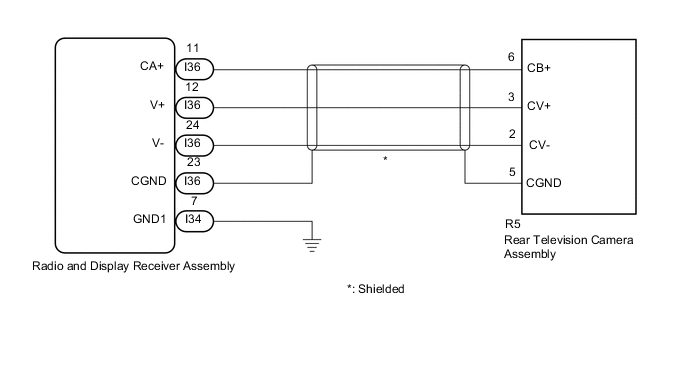 11
CA+ I36 6 CB+
12
V+ I36 3 CV+
24
V- I36 2 CV-
23 *
CGND I36 5 CGND
7
GND1 I34
R5
Rear Television Camera
Assembly
Radio and Display Receiver Assembly
*: Shielded